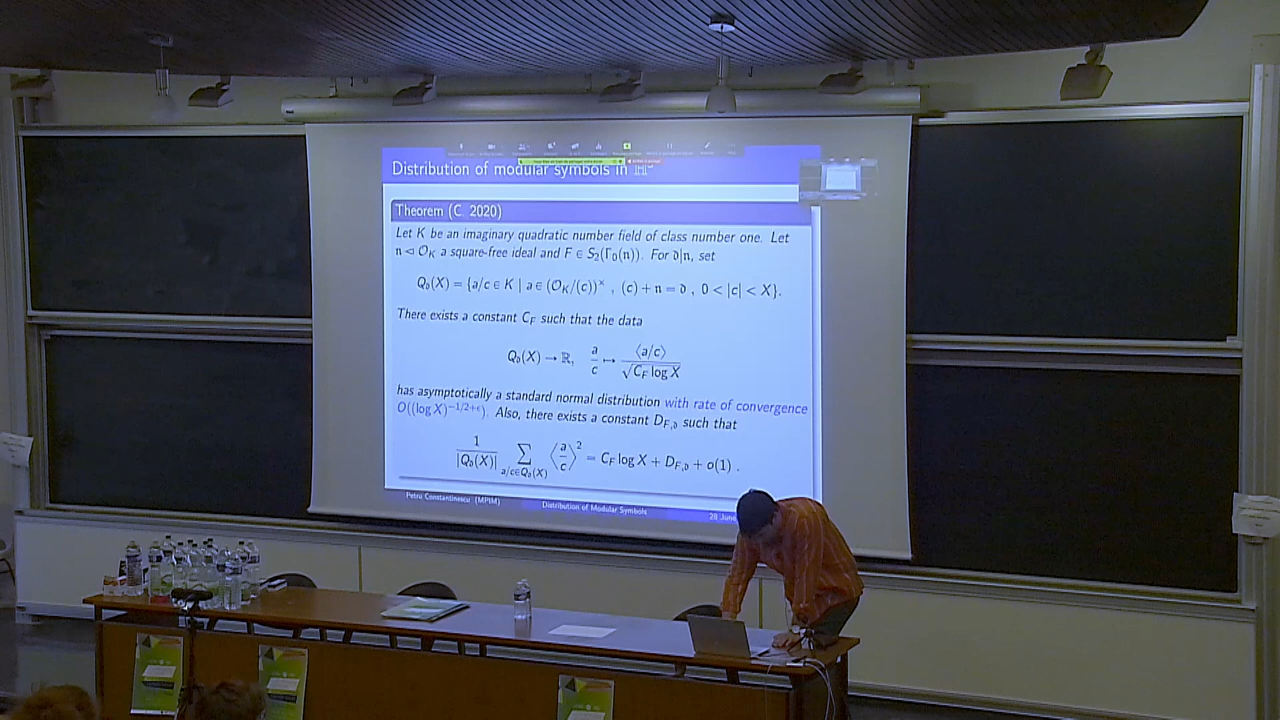 Distribution of modular symbols in ℍ³
Theorem (C. 2020)
Let K be an imaginary quadratic number field of class number one. Let
𝔫 ◁ 𝒪_K a square-free ideal and F ∈ S₂(Γ₀(𝔫)). For 𝔡|𝔫, set
Q_𝔡(X) = {a/c ∈ K | a ∈ (𝒪_K/(c))^× , (c) + 𝔫 = 𝔡 , 0 < |c| < X}.
There exists a constant C_F such that the data
Q_𝔡(X) → ℝ, a/c ↦ ⟨a/c⟩/√(C_F log X)
has asymptotically a standard normal distribution with rate of convergence
O((log X)^(−1/2+ϵ)). Also, there exists a constant D_{F,𝔡} such that
1/|Q_𝔡(X)| ∑_{a/c∈Q_𝔡(X)} ⟨a/c⟩² = C_F log X + D_{F,𝔡} + o(1) .
Petru Constantinescu (MPIM) Distribution of Modular Symbols 28 June